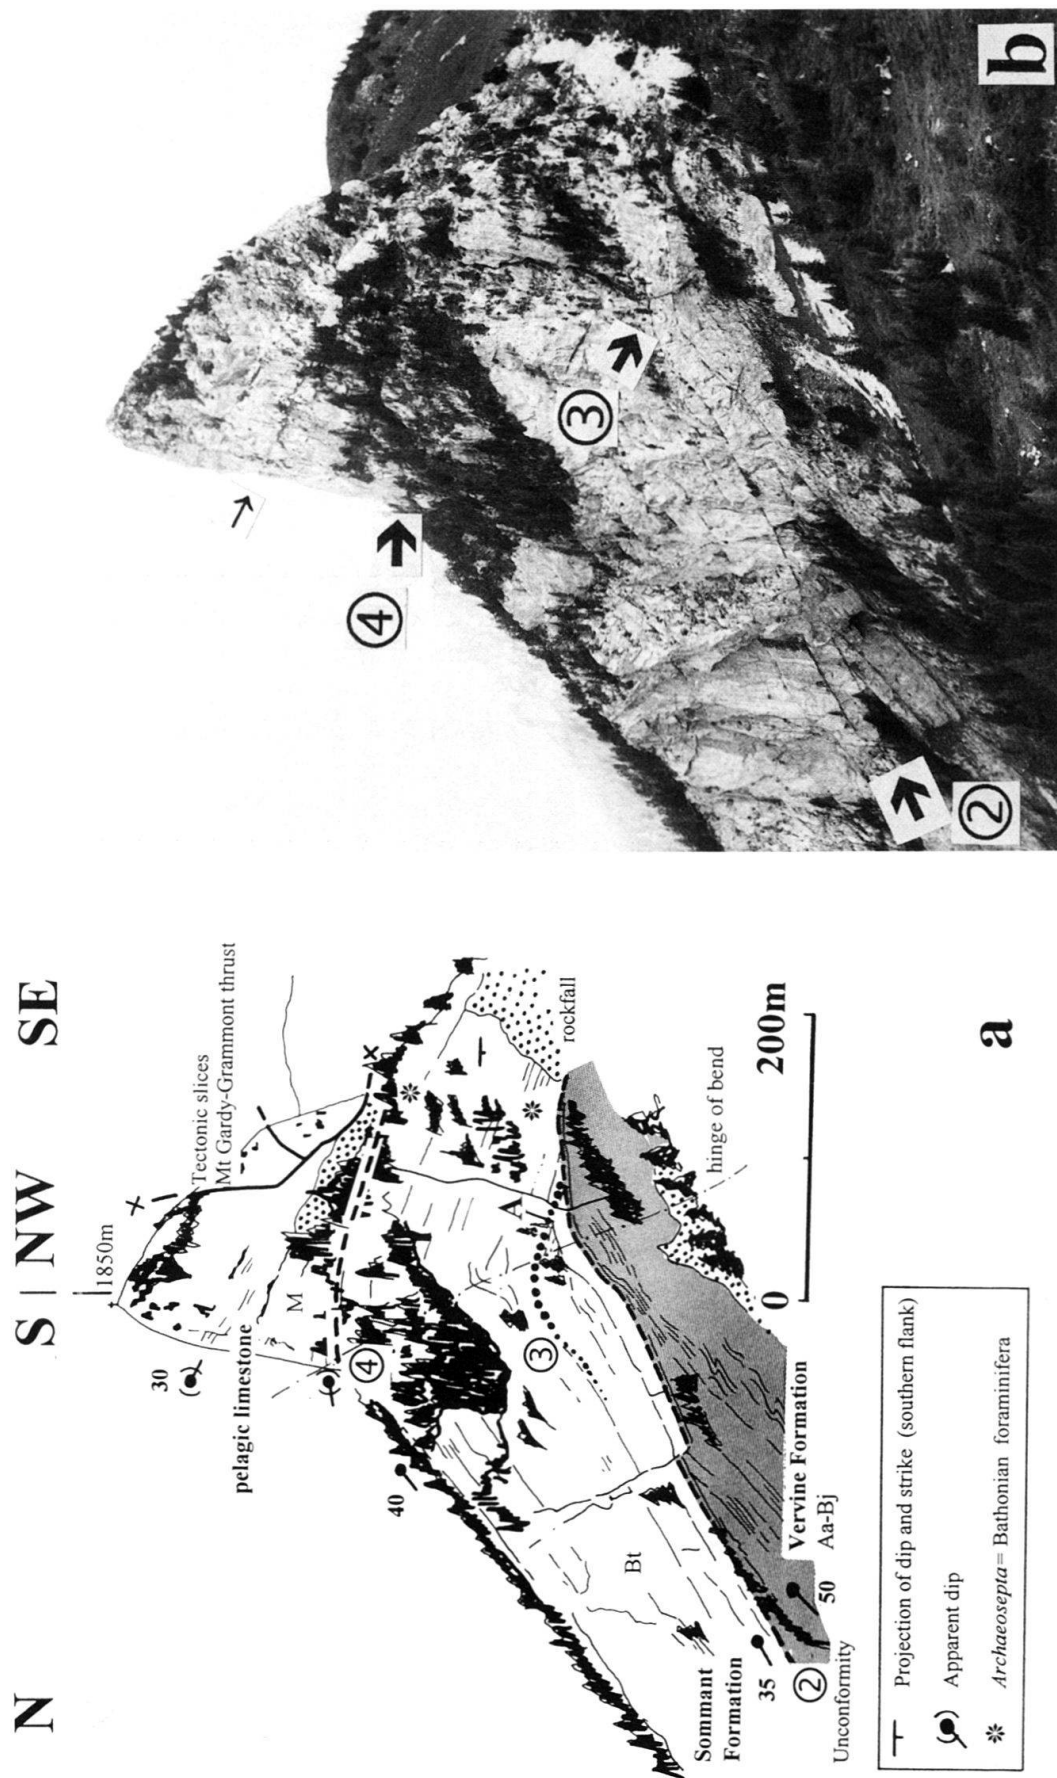 N
S | NW
SE
1850m
Tectonic slices
Mt Gardy-Grammont thrust
30
pelagic limestone
M
40
④
③
A
rockfall
Bt
Sommant
Formation
35
②
Unconformity
50
Vervine Formation
Aa-Bj
hinge of bend
0
200m
Projection of dip and strike (southern flank)
Apparent dip
Archaeosepta = Bathonian foraminifera
a
④
③
②
b